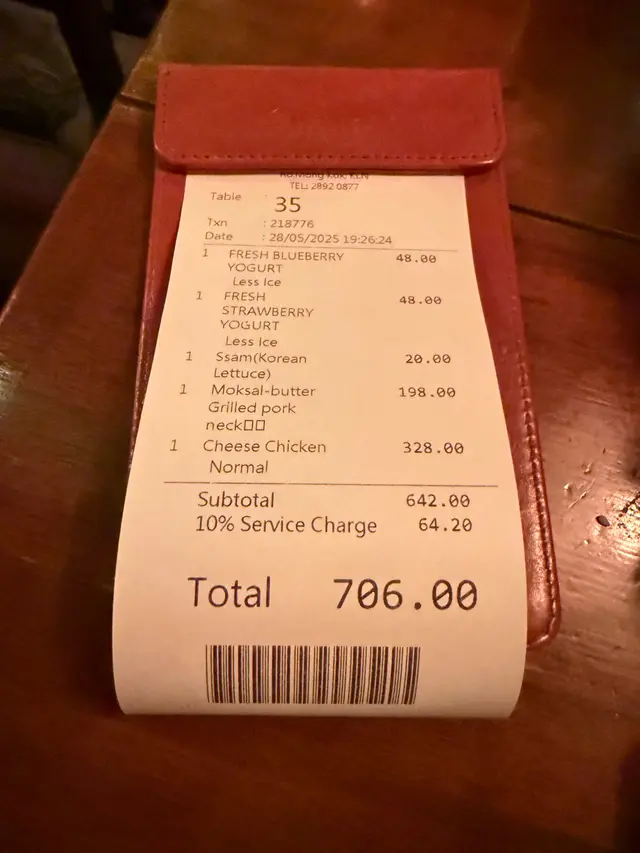 Mong Kok, KLN
TEL: 2892 0877
Table : 35
Txn : 218776
Date : 28/05/2025 19:26:24
1 FRESH BLUEBERRY 48.00
YOGURT
Less Ice
1 FRESH 48.00
STRAWBERRY
YOGURT
Less Ice
1 Ssam(Korean 20.00
Lettuce)
1 Moksal-butter 198.00
Grilled pork
neck□□
1 Cheese Chicken 328.00
Normal
Subtotal 642.00
10% Service Charge 64.20
Total 706.00